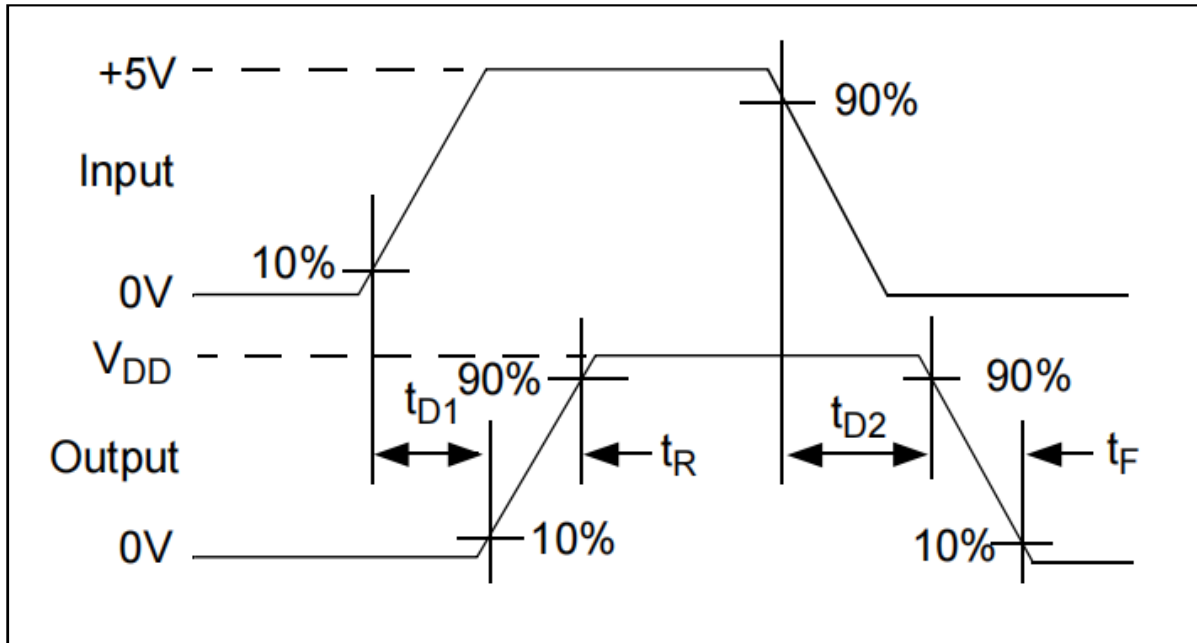 +5V
90%
Input
10%
0V
VDD
90%
90%
tD1
tD2
Output
tR
tF
0V
10%
10%